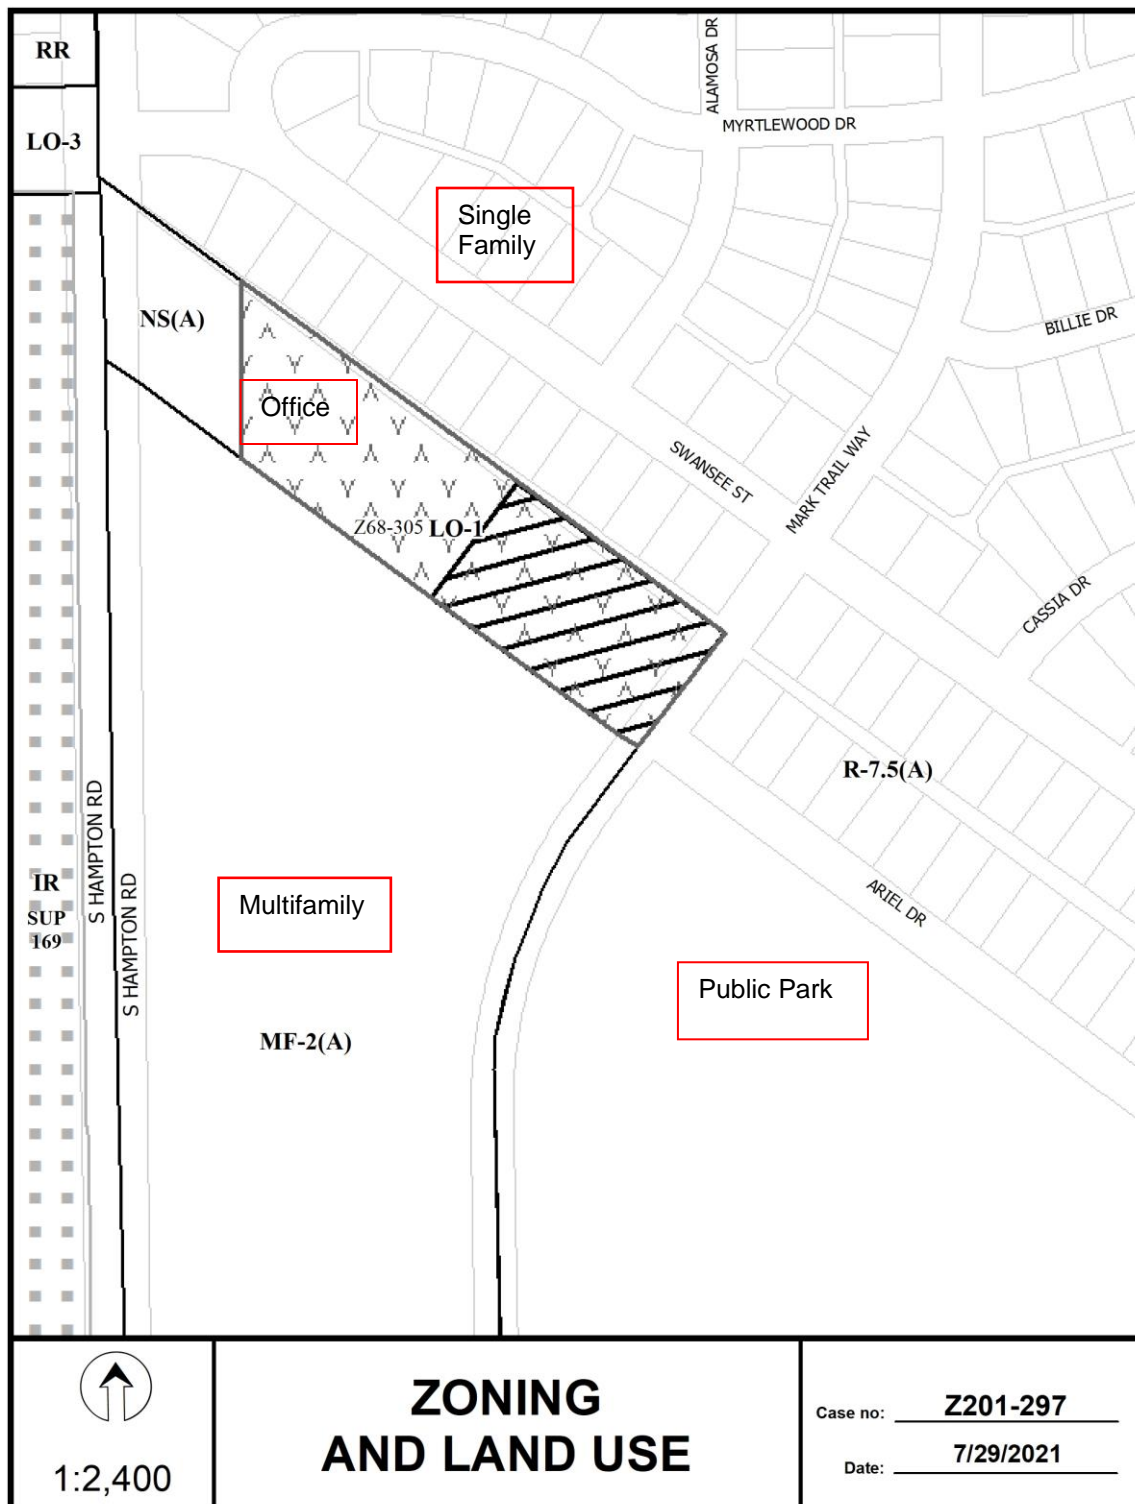 RR
ALAMOSA DR
MYRTLEWOOD DR
LO-3
Single
Family
NS(A)
BILLIE DR
Office
SWANSEE ST
MARK TRAIL WAY
Z68-305 LO-1
CASSIA DR
R-7.5(A)
S HAMPTON RD
S HAMPTON RD
IR
SUP
169
Multifamily
ARIEL DR
Public Park
MF-2(A)
1:2,400
ZONING
AND LAND USE
Case no: Z201-297
Date: 7/29/2021